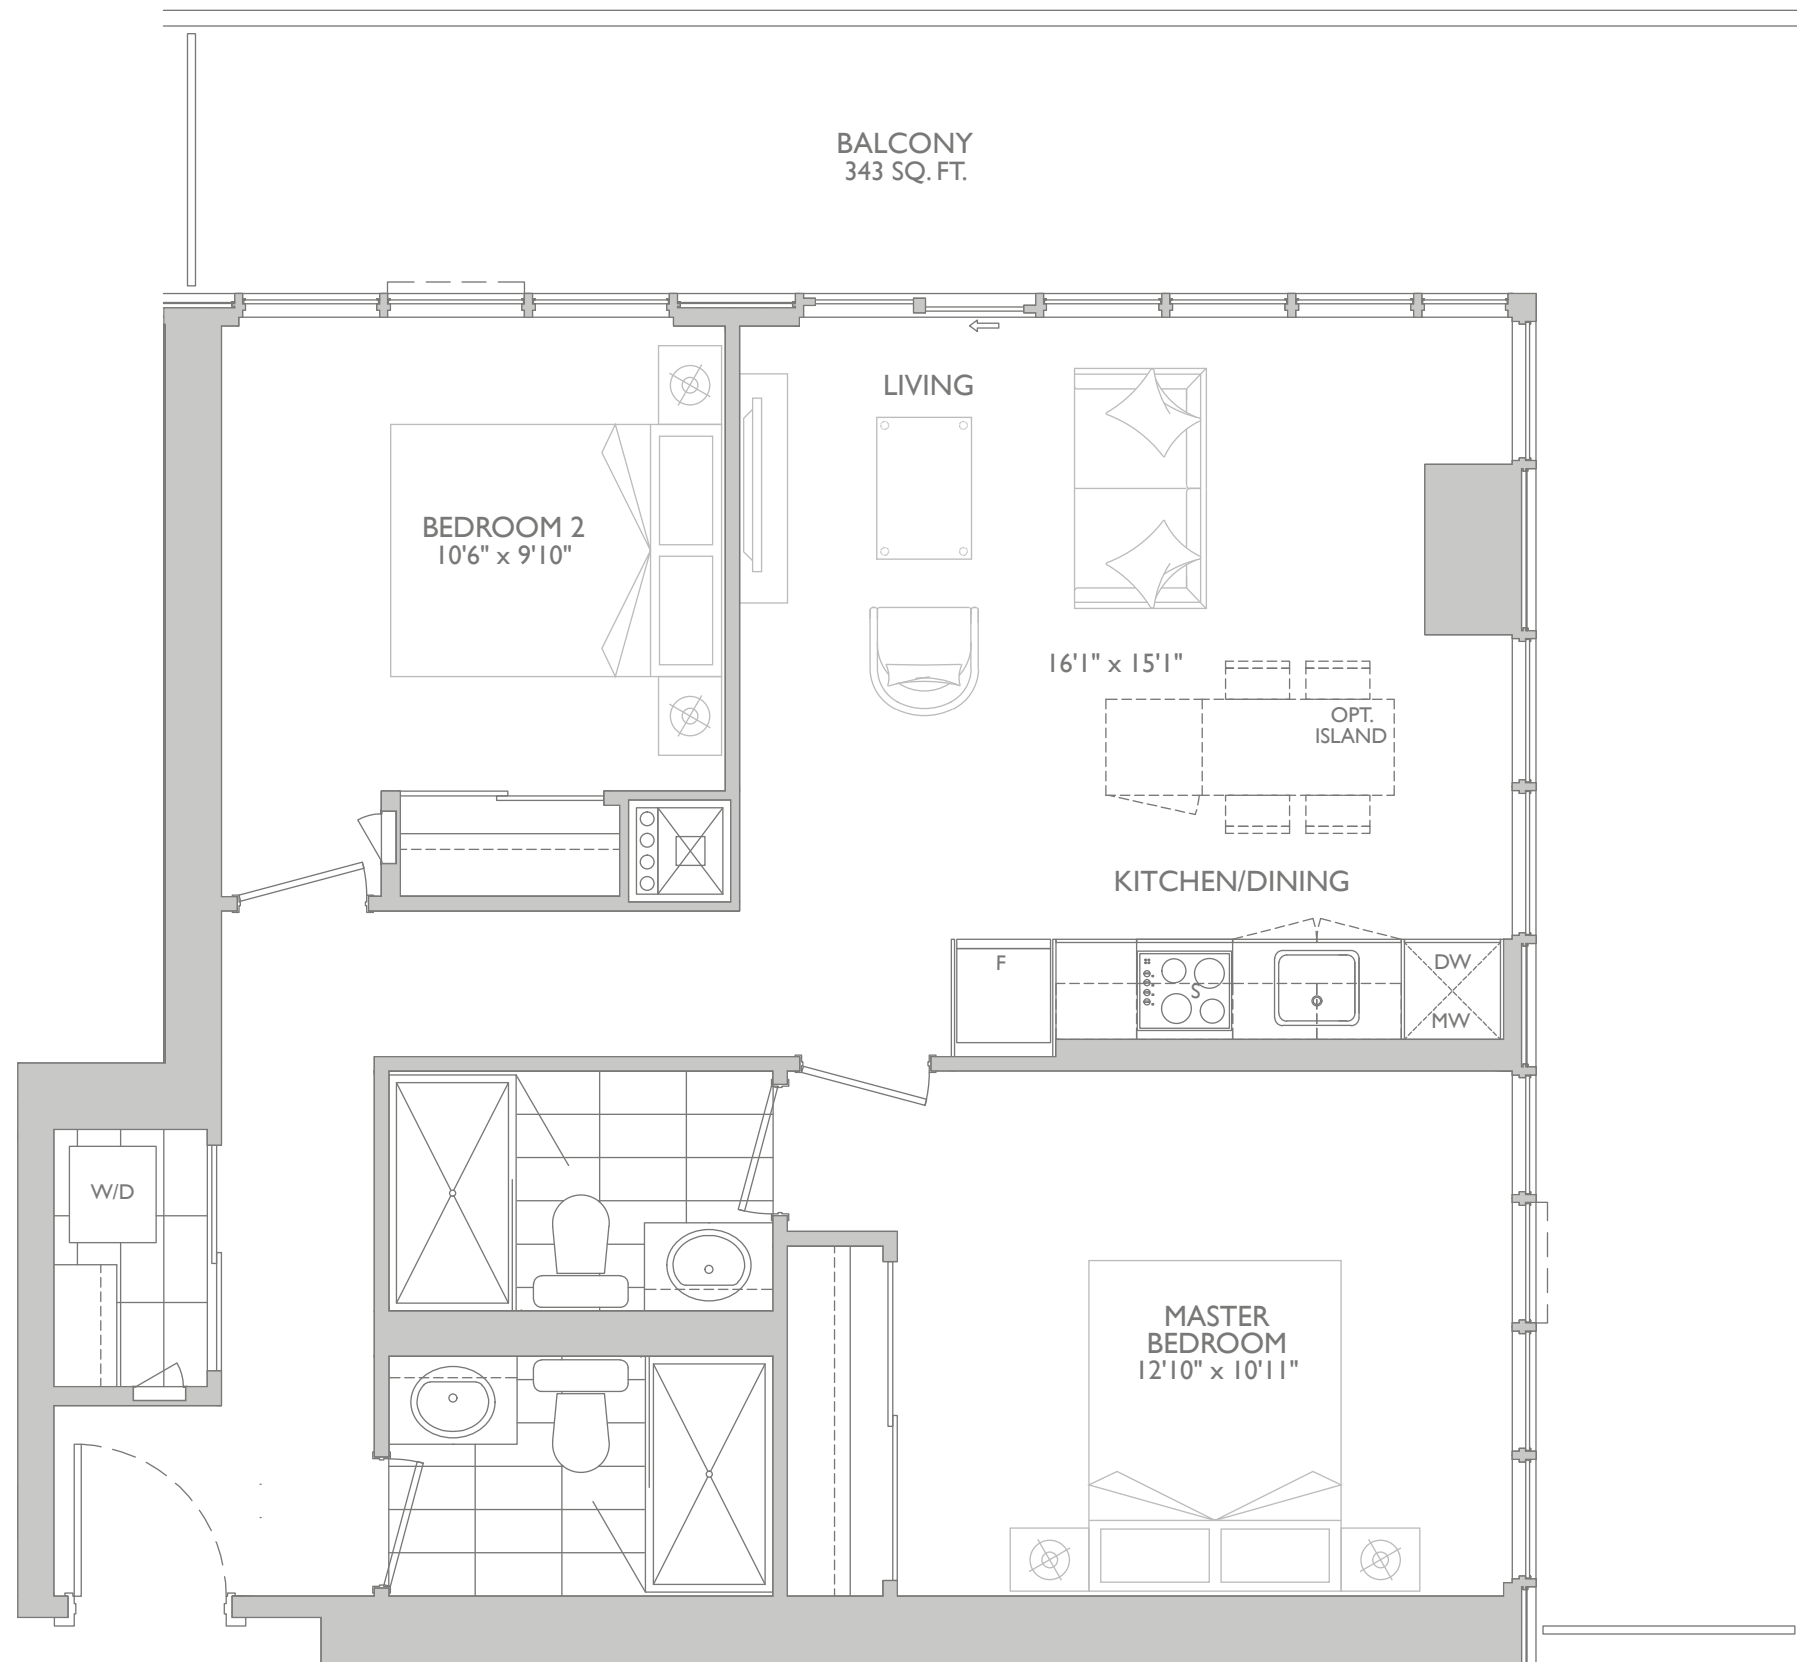 BALCONY
343 SQ. FT.
LIVING
BEDROOM 2
10'6" x 9'10"
16'1" x 15'1"
OPT.
ISLAND
KITCHEN/DINING
F
S
DW
MW
W/D
MASTER
BEDROOM
12'10" x 10'11"